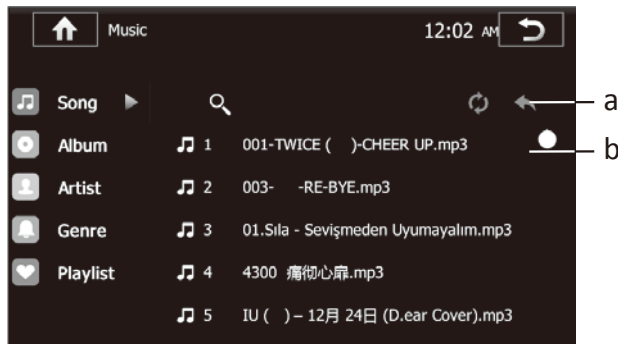 Music 12:02 AM
Song a
Album 1 001-TWICE ( )-CHEER UP.mp3 b
Artist 2 003- -RE-BYE.mp3
Genre 3 01.Sıla - Sevişmeden Uyumayalım.mp3
Playlist 4 4300 痛彻心扉.mp3
5 IU ( ) – 12月 24日 (D.ear Cover).mp3